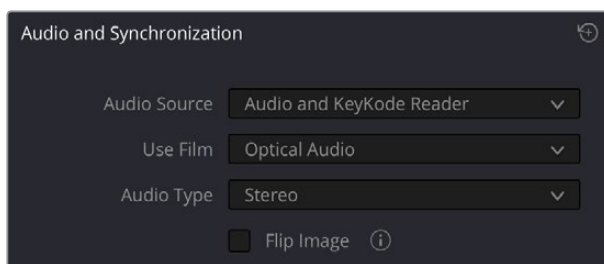 Audio and Synchronization
Audio Source Audio and KeyKode Reader
Use Film Optical Audio
Audio Type Stereo
Flip Image